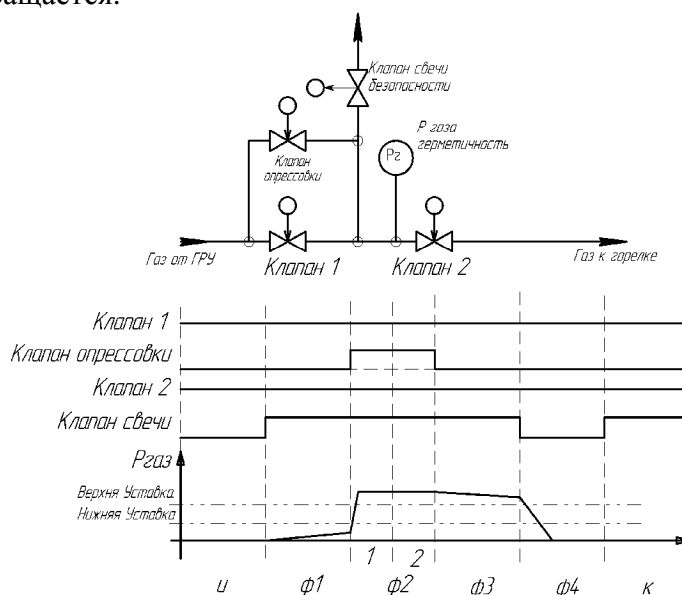 ращается.
Клапан свечи
безопасности
Р газа
герметичность
Рг
Клапан
опрессовки
Газ от ГРУ
Клапан 1
Клапан 2
Газ к горелке
Клапан 1
Клапан опрессовки
Клапан 2
Клапан свечи
Ргаз
Верхня Уставка
Нижняя Уставка
1 2
и ф1 ф2 ф3 ф4 к